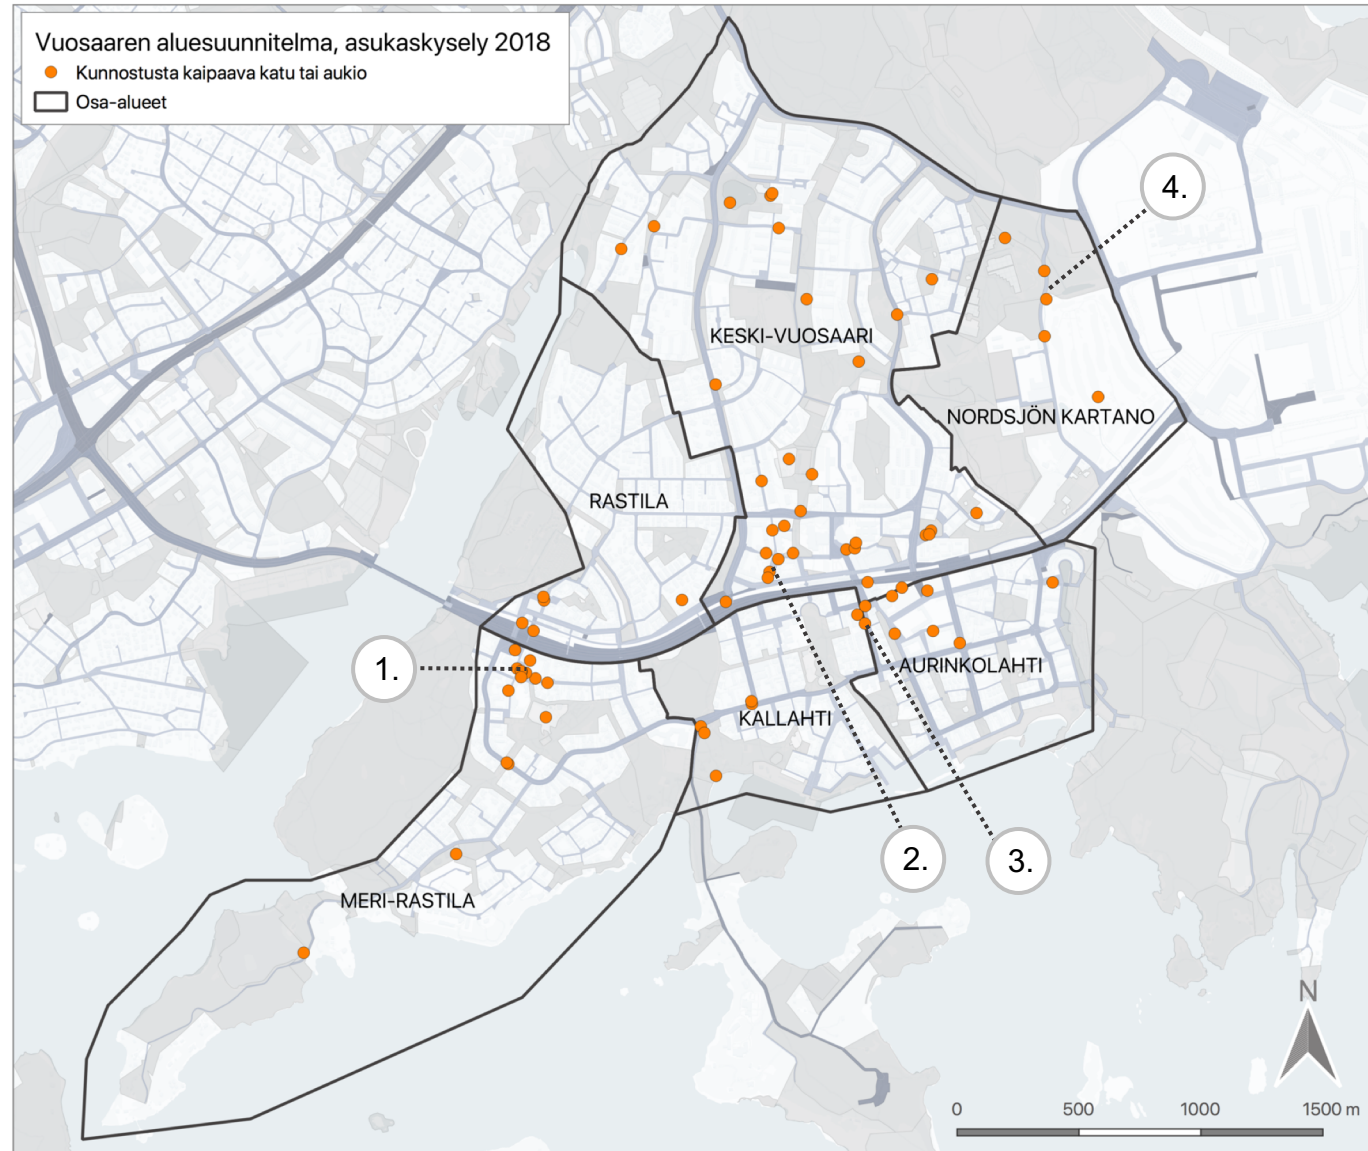 Vuosaaren aluesuunnitelma, asukaskysely 2018
Kunnostusta kaipaava katu tai aukio
Osa-alueet
4.
KESKI-VUOSAARI
NORDSJÖN KARTANO
RASTILA
1.
AURINKOLAHTI
KALLAHTI
2.
3.
MERI-RASTILA
N
0 500 1000 1500 m